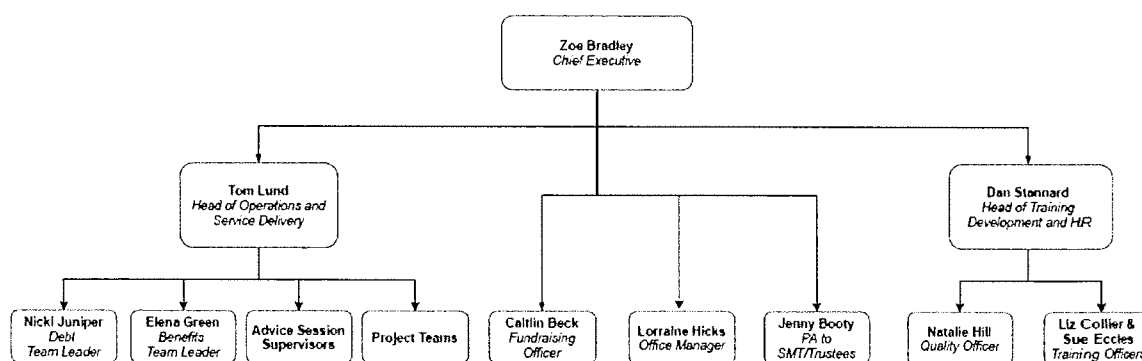 Zoe Bradley
Chief Executive
Tom Lund
Head of Operations and
Service Delivery
Dan Stannard
Head of Training
Development and HR
Nicki Juniper
Debt
Team Leader
Elena Green
Benefits
Team Leader
Advice Session
Supervisors
Project Teams
Caitlin Beck
Fundraising
Officer
Lorraine Hicks
Office Manager
Jenny Booty
PA to
SMT/Trustees
Natalie Hill
Quality Officer
Liz Collier &
Sue Eccles
Training Officers